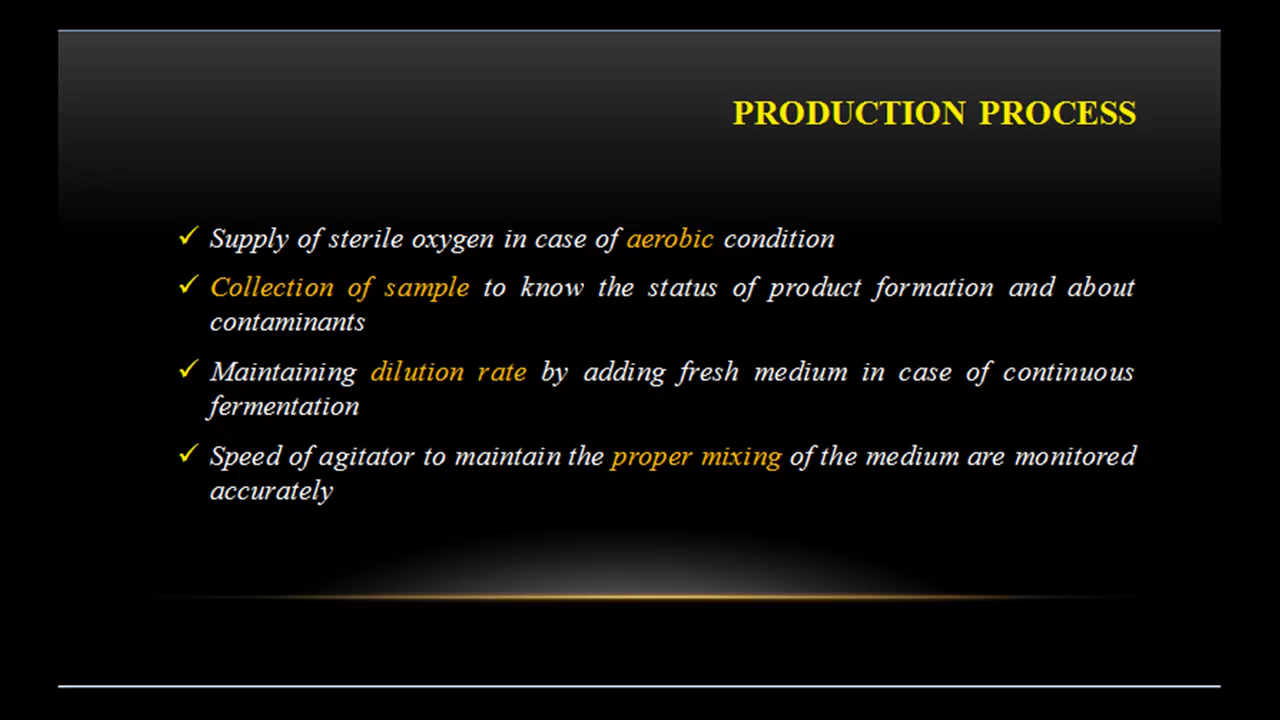 PRODUCTION PROCESS
✓ Supply of sterile oxygen in case of aerobic condition
✓ Collection of sample to know the status of product formation and about
contaminants
✓ Maintaining dilution rate by adding fresh medium in case of continuous
fermentation
✓ Speed of agitator to maintain the proper mixing of the medium are monitored
accurately